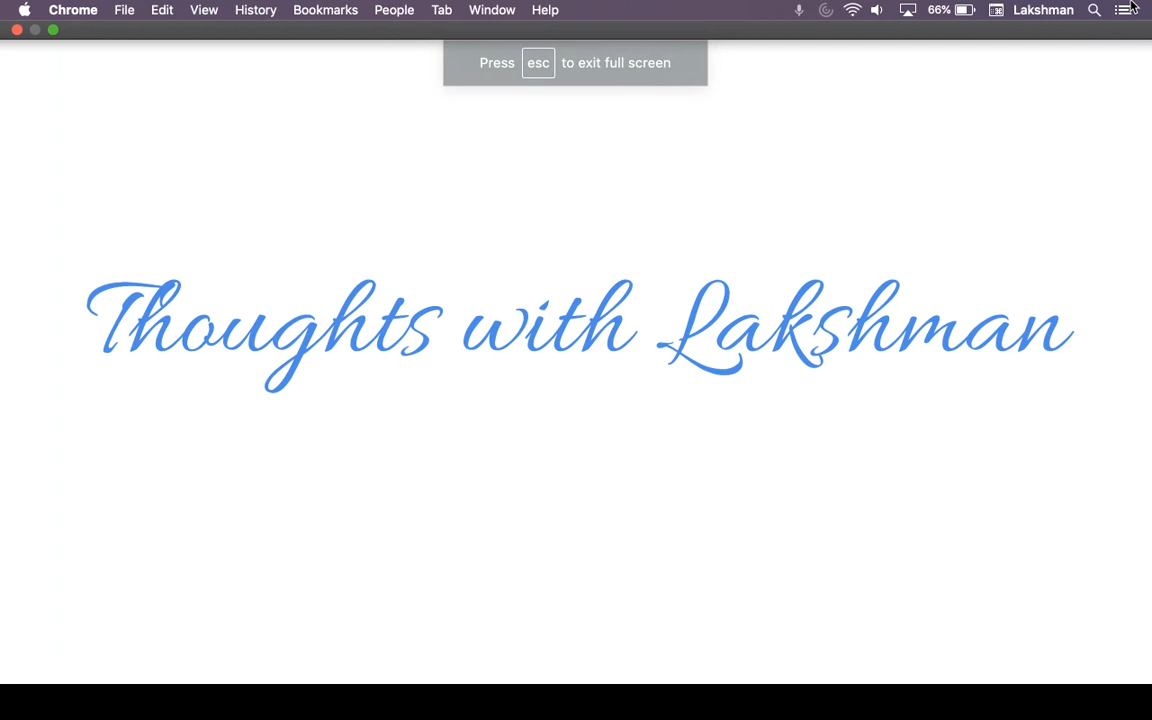 Chrome File Edit View History Bookmarks People Tab Window Help 66% Lakshman
Press esc to exit full screen
Thoughts with Lakshman